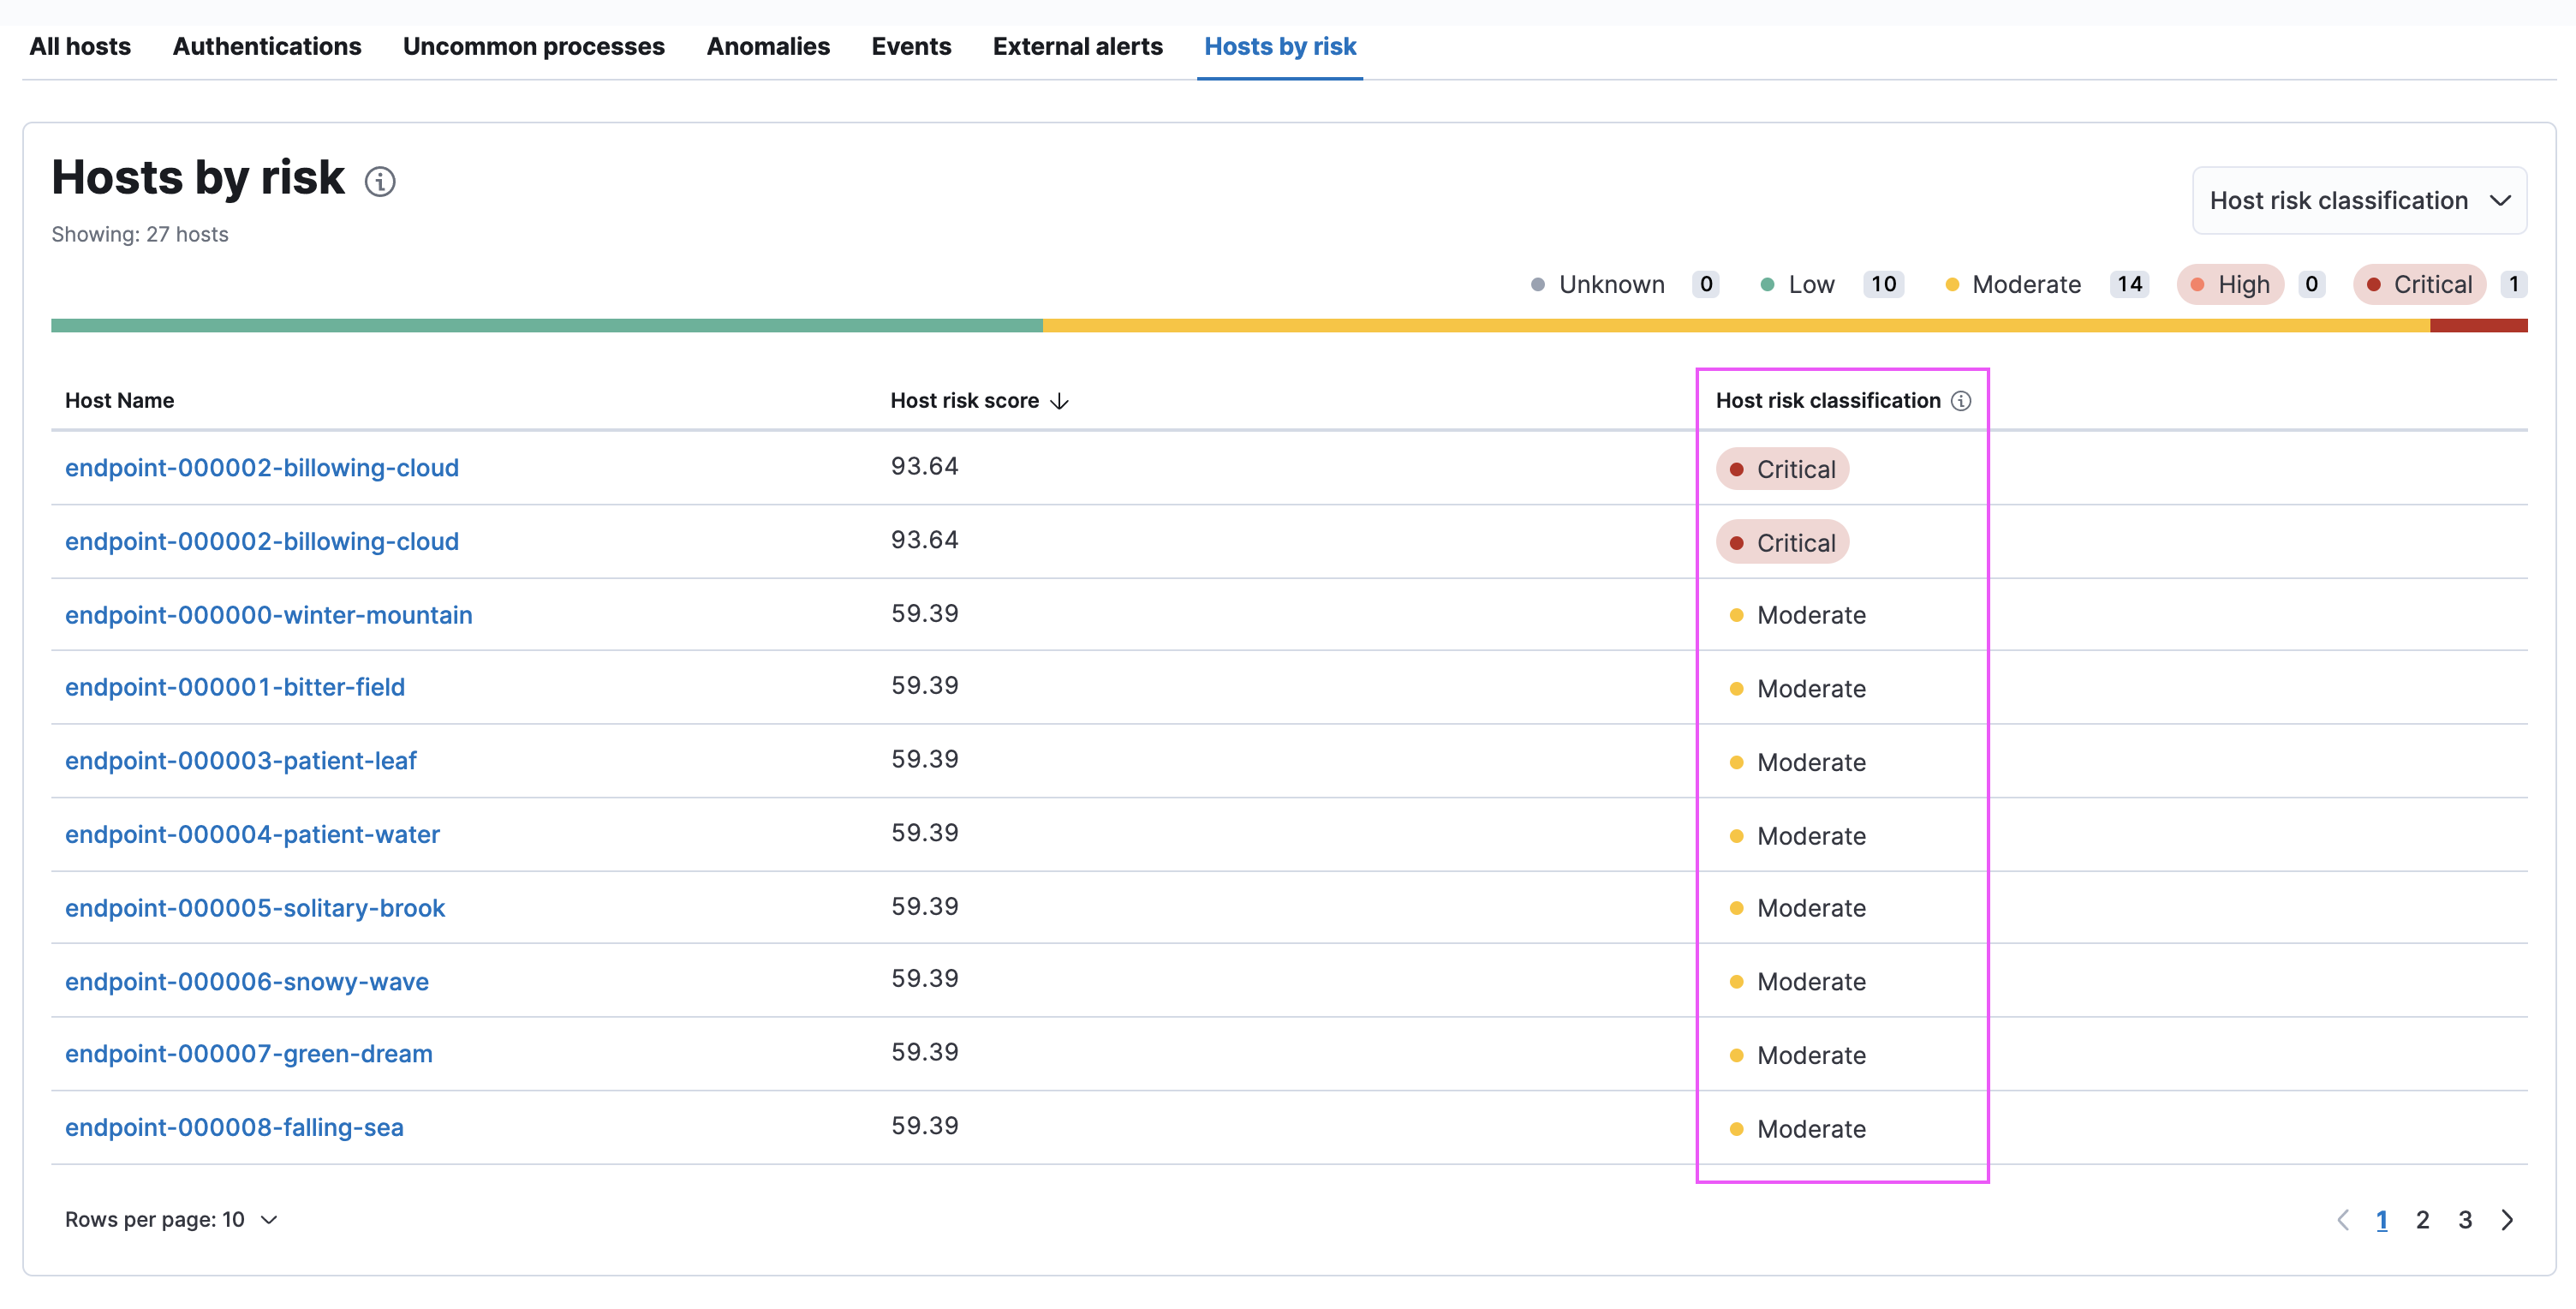 All hosts Authentications Uncommon processes Anomalies Events External alerts Hosts by risk
Hosts by risk
Host risk classification
Showing: 27 hosts
Unknown 0 Low 10 Moderate 14 High 0 Critical 1
Host Name Host risk score Host risk classification
endpoint-000002-billowing-cloud 93.64 Critical
endpoint-000002-billowing-cloud 93.64 Critical
endpoint-000000-winter-mountain 59.39 Moderate
endpoint-000001-bitter-field 59.39 Moderate
endpoint-000003-patient-leaf 59.39 Moderate
endpoint-000004-patient-water 59.39 Moderate
endpoint-000005-solitary-brook 59.39 Moderate
endpoint-000006-snowy-wave 59.39 Moderate
endpoint-000007-green-dream 59.39 Moderate
endpoint-000008-falling-sea 59.39 Moderate
Rows per page: 10 1 2 3